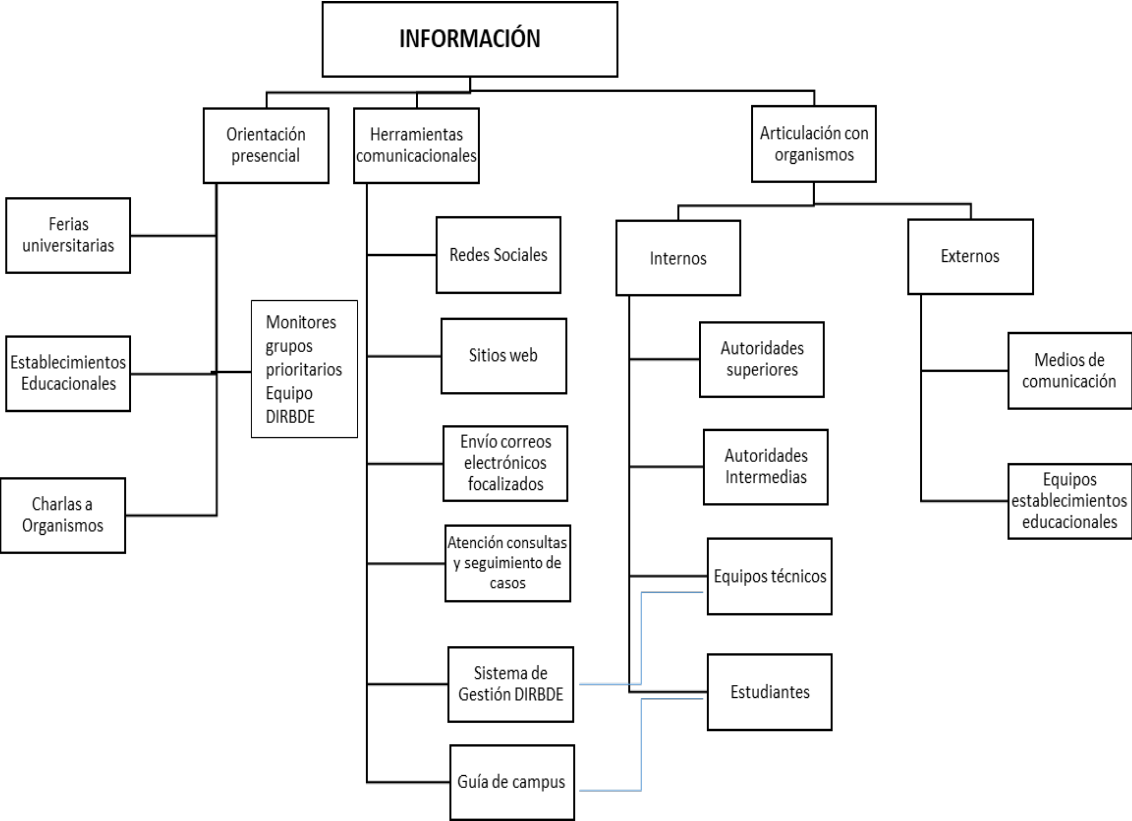 INFORMACIÓN
Orientación
presencial
Ferias
universitarias
Establecimientos
Educacionales
Charlas a
Organismos
Monitores
grupos
prioritarios
Equipo
DIRBDE
Herramientas
comunicacionales
Redes Sociales
Sitios web
Envío correos
electrónicos
focalizados
Atención consultas
y seguimiento de
casos
Sistema de
Gestión DIRBDE
Guía de campus
Articulación con
organismos
Internos
Autoridades
superiores
Autoridades
Intermedias
Equipos técnicos
Estudiantes
Externos
Medios de
comunicación
Equipos
establecimientos
educacionales